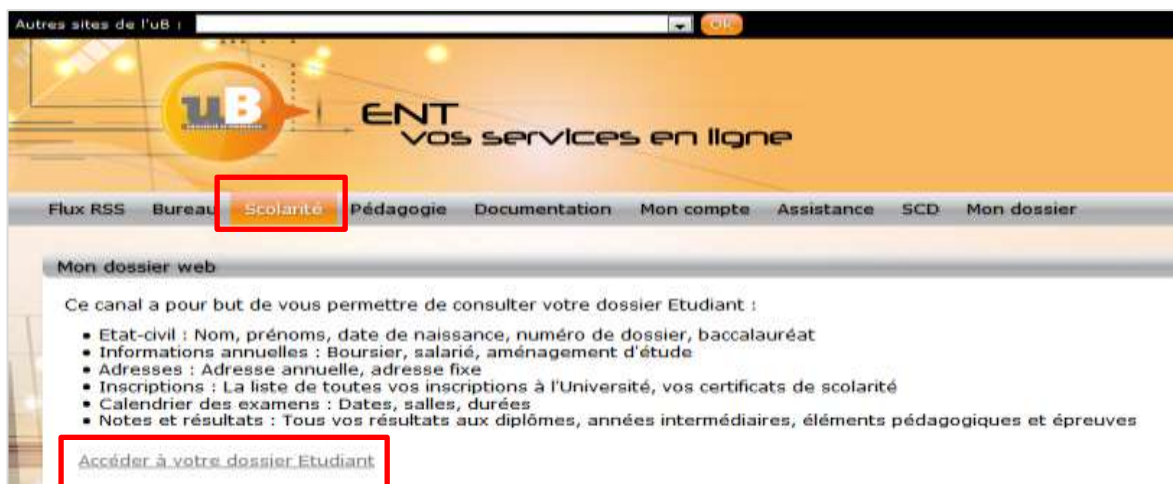 Autres sites de l'uB :
OK
uB
ENT
vos services en ligne
Flux RSS Bureau Scolarité Pédagogie Documentation Mon compte Assistance SCD Mon dossier
Mon dossier web
Ce canal a pour but de vous permettre de consulter votre dossier Etudiant :
• Etat-civil : Nom, prénoms, date de naissance, numéro de dossier, baccalauréat
• Informations annuelles : Boursier, salarié, aménagement d'étude
• Adresses : Adresse annuelle, adresse fixe
• Inscriptions : La liste de toutes vos inscriptions à l'Université, vos certificats de scolarité
• Calendrier des examens : Dates, salles, durées
• Notes et résultats : Tous vos résultats aux diplômes, années intermédiaires, éléments pédagogiques et épreuves
Accéder à votre dossier Etudiant